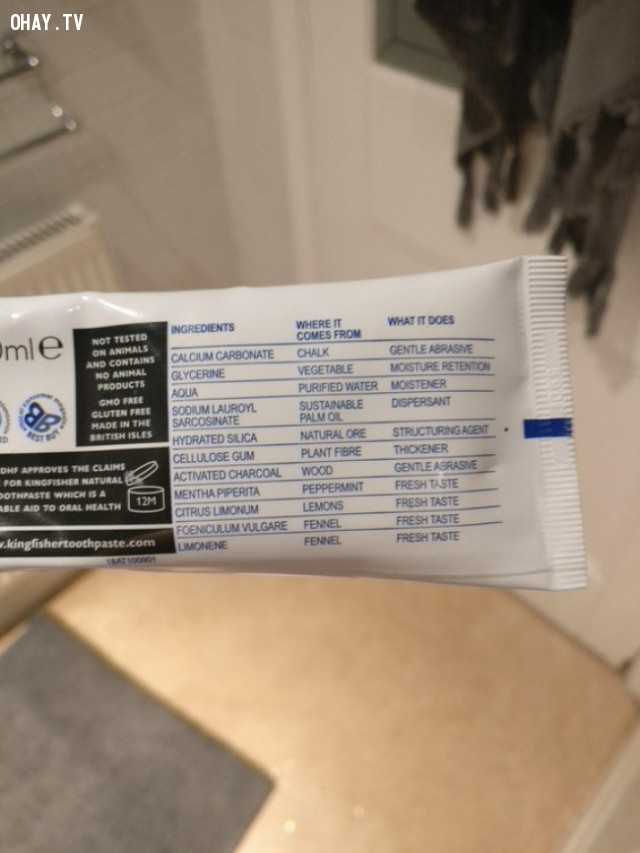 OHAY.TV
ml e
NOT TESTED
ON ANIMALS
AND CONTAINS
NO ANIMAL
PRODUCTS
GMO FREE
GLUTEN FREE
MADE IN THE
BRITISH ISLES
BEST BUY
DHF APPROVES THE CLAIMS
FOR KINGFISHER NATURAL
TOOTHPASTE WHICH IS A
AID TO ORAL HEALTH
12M
.kingfishertoothpaste.com
INGREDIENTS WHERE IT COMES FROM WHAT IT DOES
CALCIUM CARBONATE CHALK GENTLE ABRASIVE
GLYCERINE VEGETABLE MOISTURE RETENTION
AQUA PURIFIED WATER MOISTENER
SODIUM LAUROYL SARCOSINATE SUSTAINABLE PALM OIL DISPERSANT
HYDRATED SILICA NATURAL ORE STRUCTURING AGENT
CELLULOSE GUM PLANT FIBRE THICKENER
ACTIVATED CHARCOAL WOOD GENTLE ABRASIVE
MENTHA PIPERITA PEPPERMINT FRESH TASTE
CITRUS LIMONUM LEMONS FRESH TASTE
FOENICULUM VULGARE FENNEL FRESH TASTE
LIMONENE FENNEL FRESH TASTE